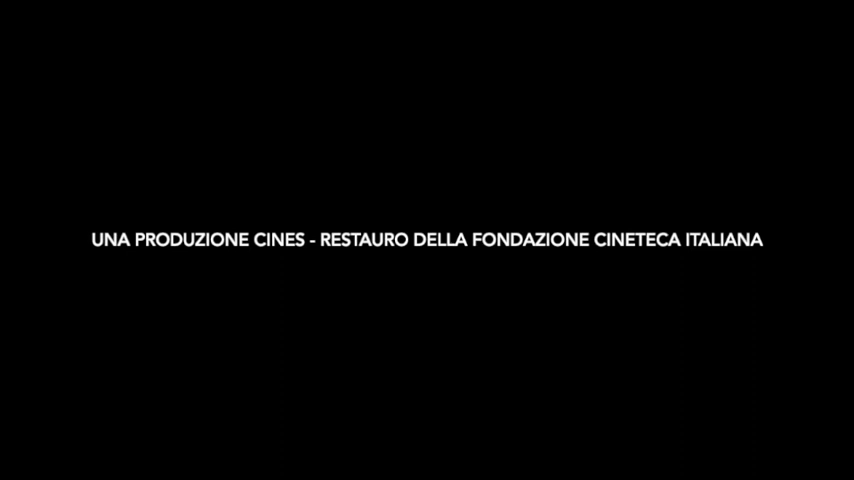 UNA PRODUZIONE CINES - RESTAURO DELLA FONDAZIONE CINETECA ITALIANA